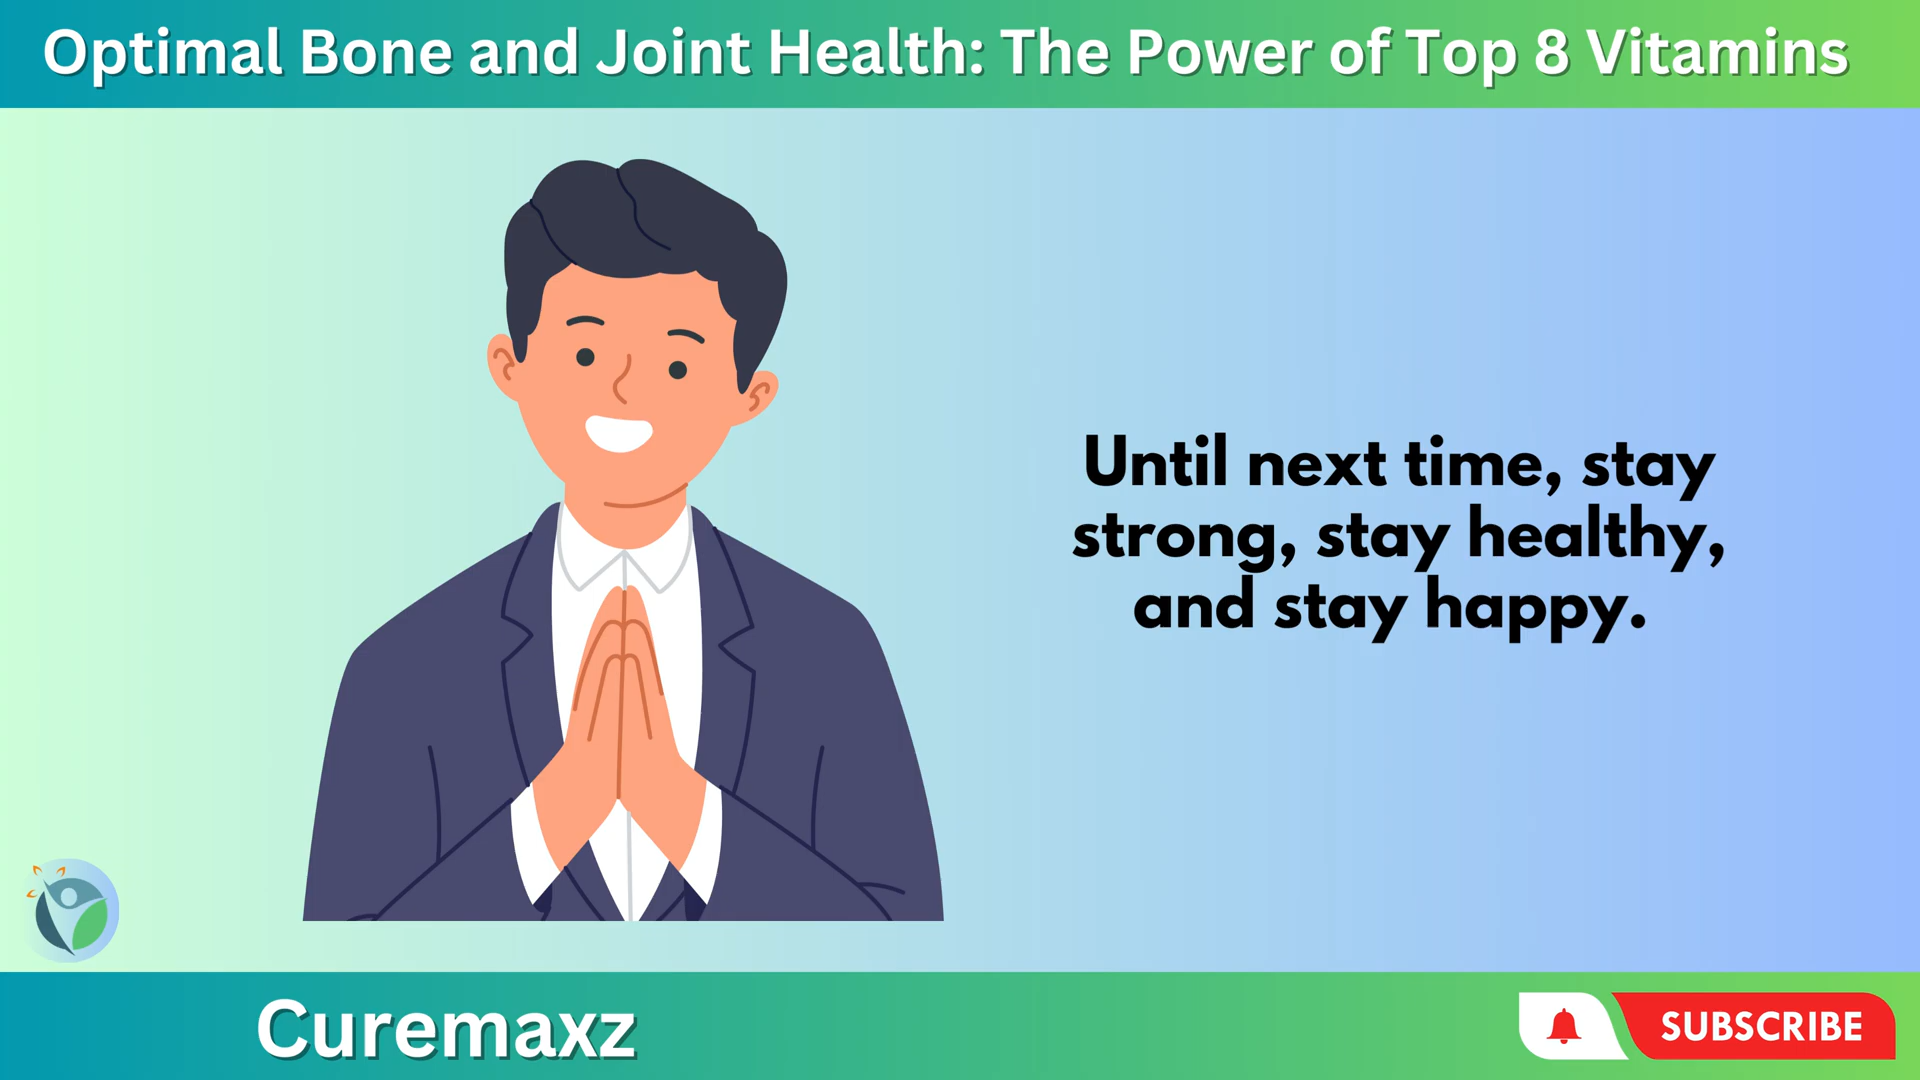 Optimal Bone and Joint Health: The Power of Top 8 Vitamins
Until next time, stay
strong, stay healthy,
and stay happy.
Curemaxz
SUBSCRIBE